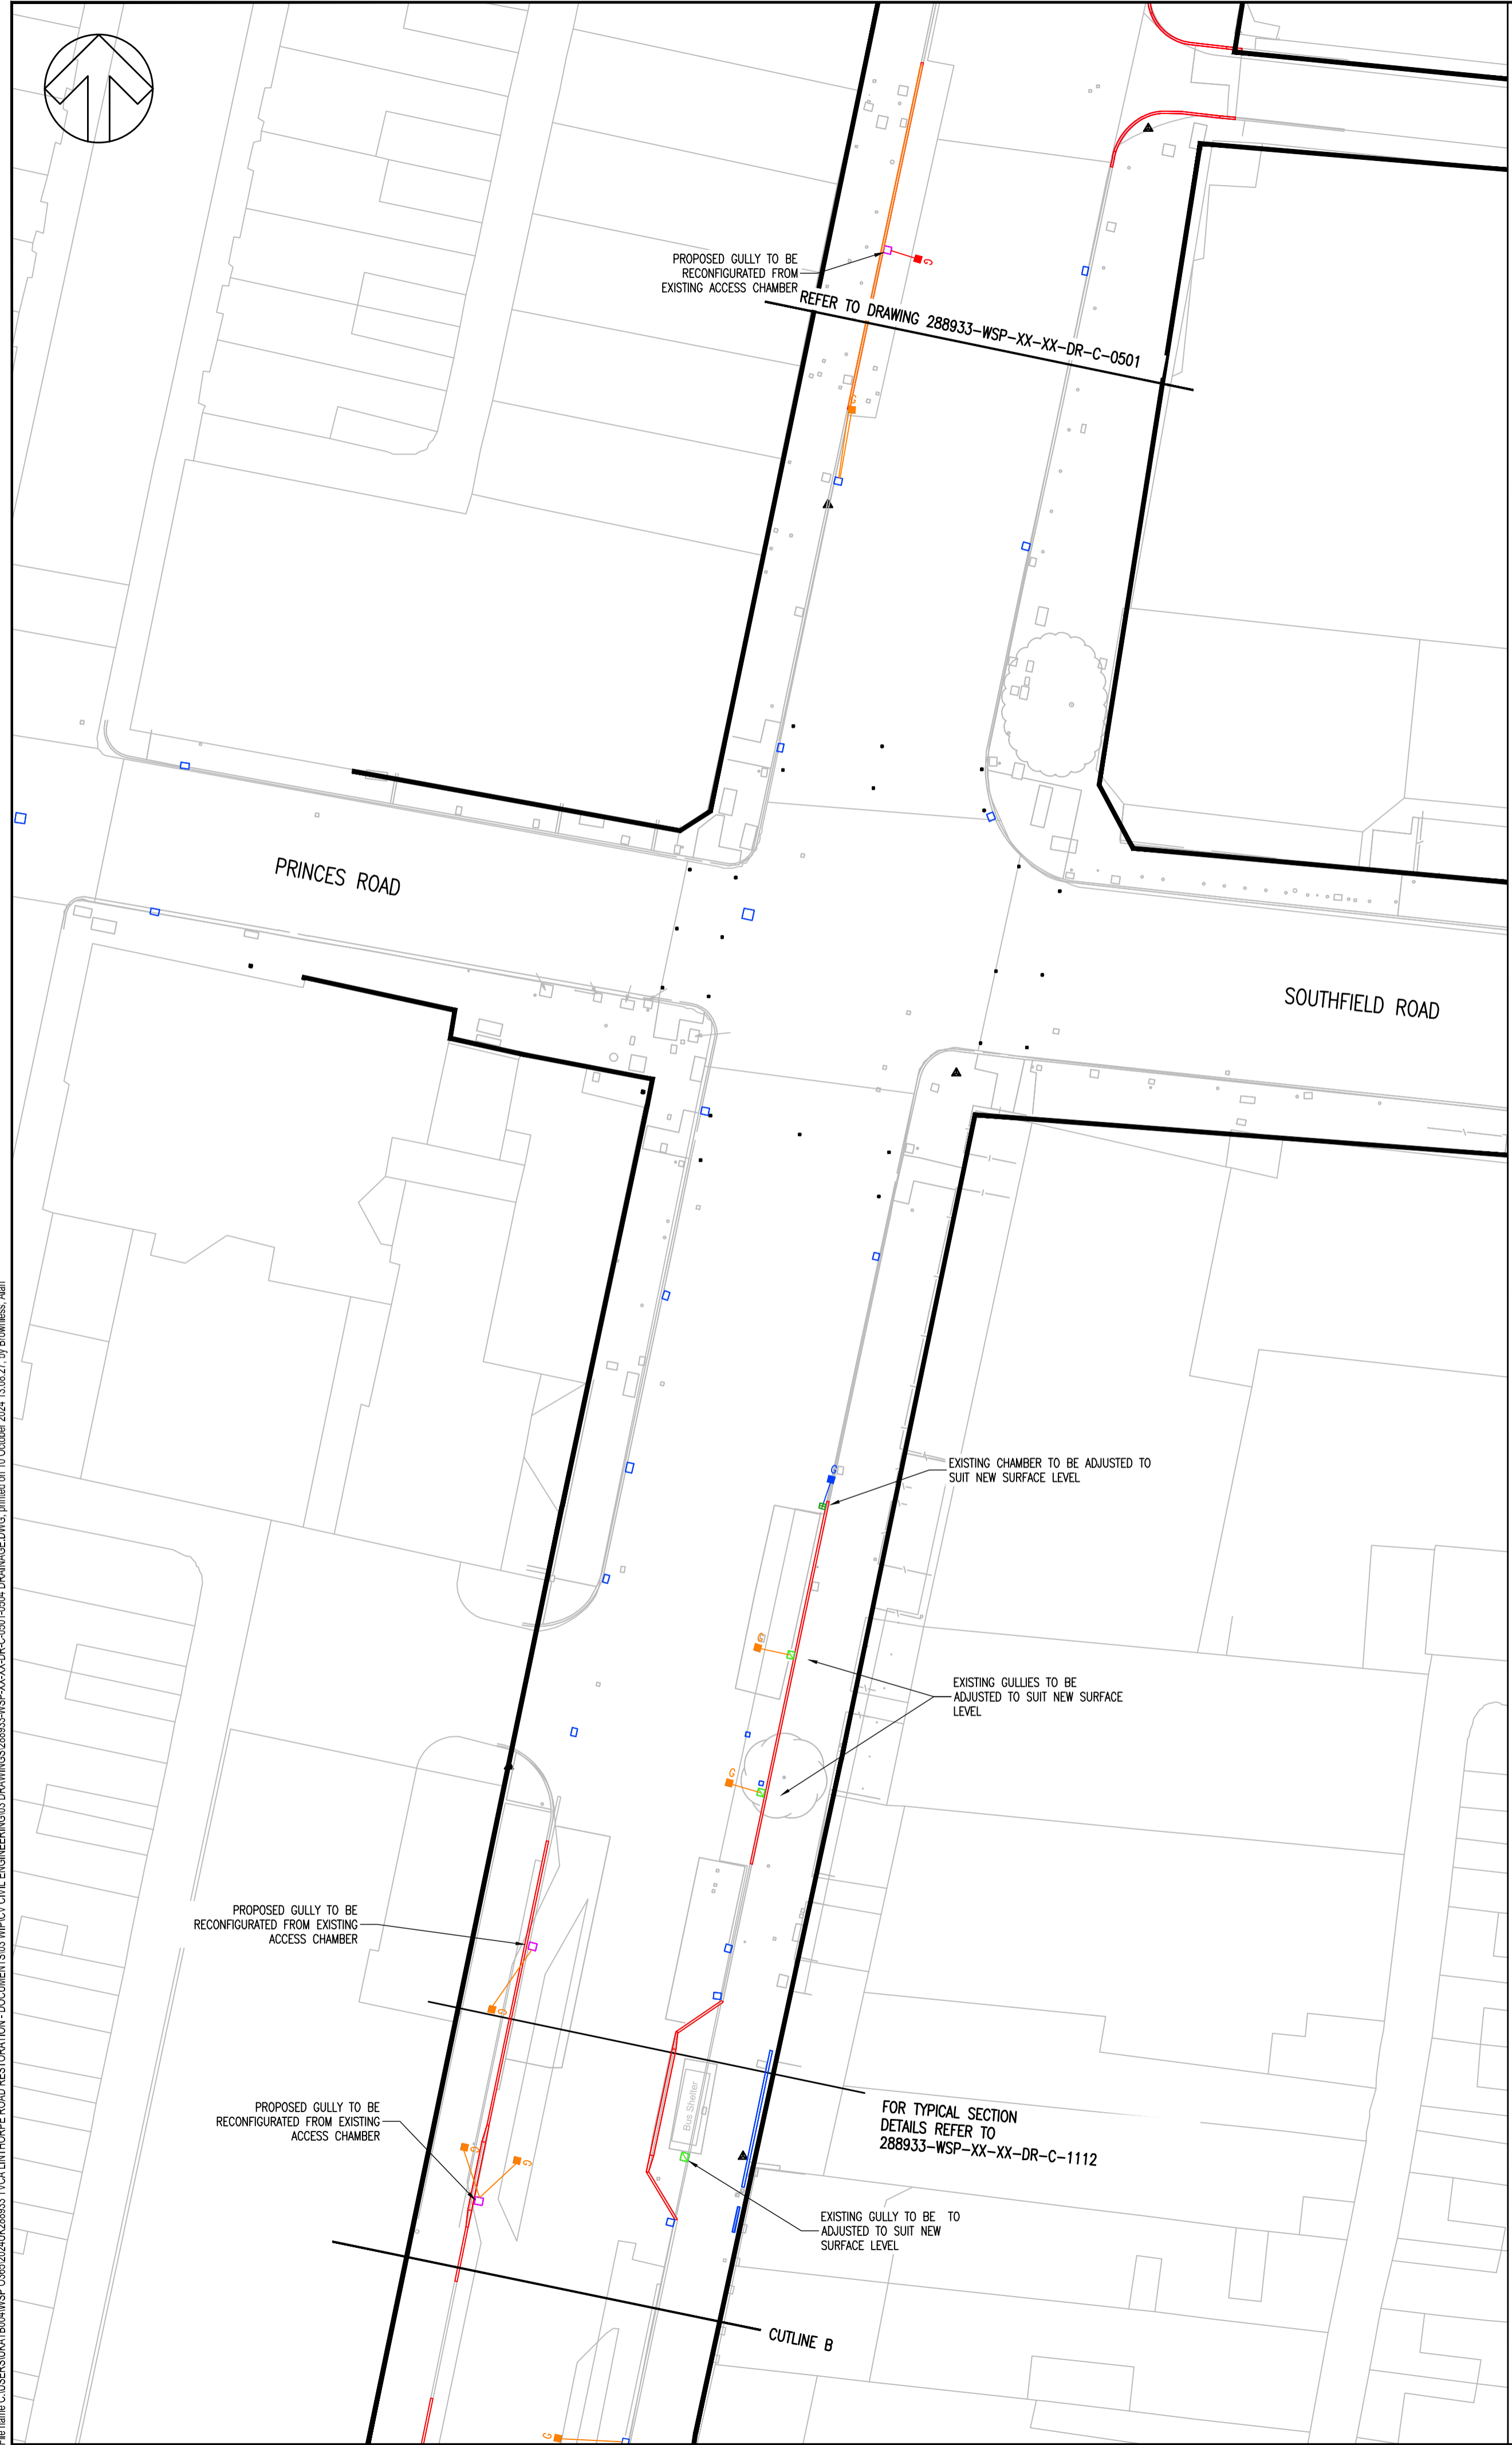 PROPOSED GULLY TO BE
RECONFIGURATED FROM
EXISTING ACCESS CHAMBER
G
REFER TO DRAWING 288933-WSP-XX-XX-DR-C-0501
G
PRINCES ROAD
SOUTHFIELD ROAD
G
EXISTING CHAMBER TO BE ADJUSTED TO
SUIT NEW SURFACE LEVEL
G
EXISTING GULLIES TO BE
ADJUSTED TO SUIT NEW SURFACE
LEVEL
G
PROPOSED GULLY TO BE
RECONFIGURATED FROM EXISTING
ACCESS CHAMBER
G
Bus Shelter
PROPOSED GULLY TO BE
RECONFIGURATED FROM EXISTING
ACCESS CHAMBER
FOR TYPICAL SECTION
DETAILS REFER TO
288933-WSP-XX-XX-DR-C-1112
G
G
EXISTING GULLY TO BE TO
ADJUSTED TO SUIT NEW
SURFACE LEVEL
CUTLINE B
G